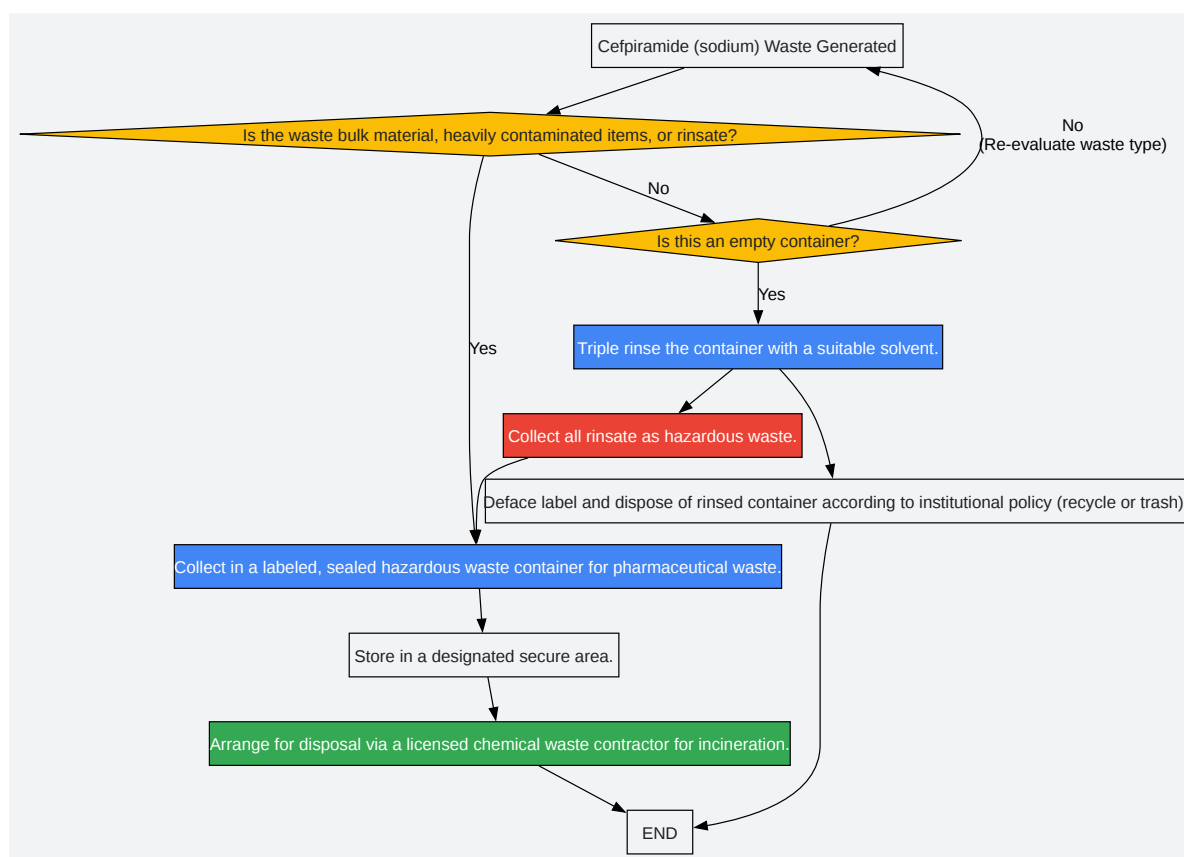 Cefpiramide (sodium) Waste Generated
Is the waste bulk material, heavily contaminated items, or rinsate?
No
(Re-evaluate waste type)
No
Is this an empty container?
Yes
Triple rinse the container with a suitable solvent.
Yes
Collect all rinsate as hazardous waste.
Deface label and dispose of rinsed container according to institutional policy (recycle or trash)
Collect in a labeled, sealed hazardous waste container for pharmaceutical waste.
Store in a designated secure area.
Arrange for disposal via a licensed chemical waste contractor for incineration.
END